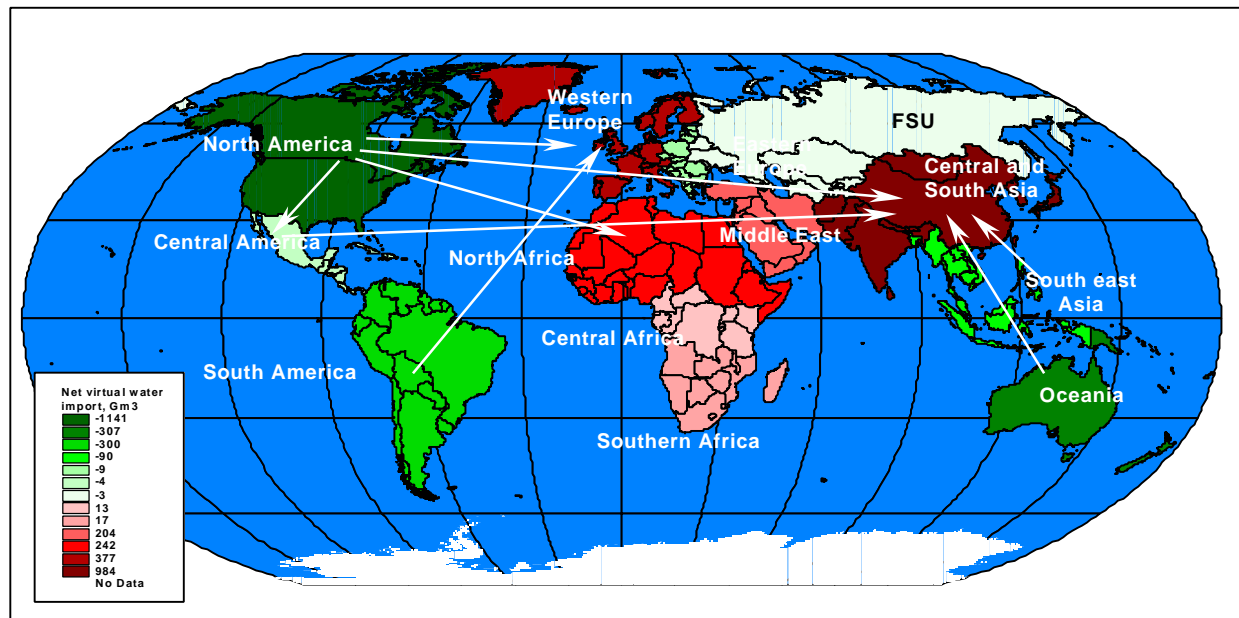 Western
Europe
North America
FSU
Eastern
Europe
Central and
South Asia
Central America
Middle East
North Africa
South east
Asia
Central Africa
South America
Oceania
Southern Africa
Net virtual water
import, Gm3
-1141
-307
-300
-90
-9
-4
-3
13
17
204
242
377
984
No Data